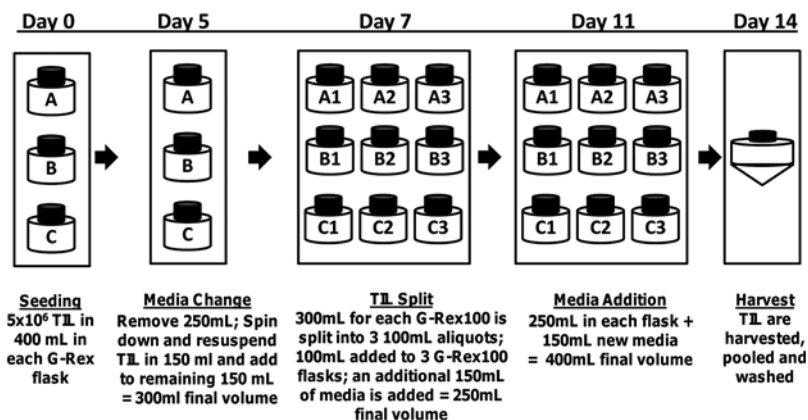 Day 0 Day 5 Day 7 Day 11 Day 14
A A A1 A2 A3 A1 A2 A3
B B B1 B2 B3 B1 B2 B3
C C C1 C2 C3 C1 C2 C3
Seeding
5x10⁶ TIL in
400 mL in
each G-Rex
flask
Media Change
Remove 250mL; Spin
down and resuspend
TIL in 150 ml and add
to remaining 150 mL
= 300ml final volume
TIL Split
300mL for each G-Rex100 is
split into 3 100mL aliquots;
100mL added to 3 G-Rex100
flasks; an additional 150mL
of media is added = 250mL
final volume
Media Addition
250mL in each flask +
150mL new media
= 400mL final volume
Harvest
TIL are
harvested,
pooled and
washed